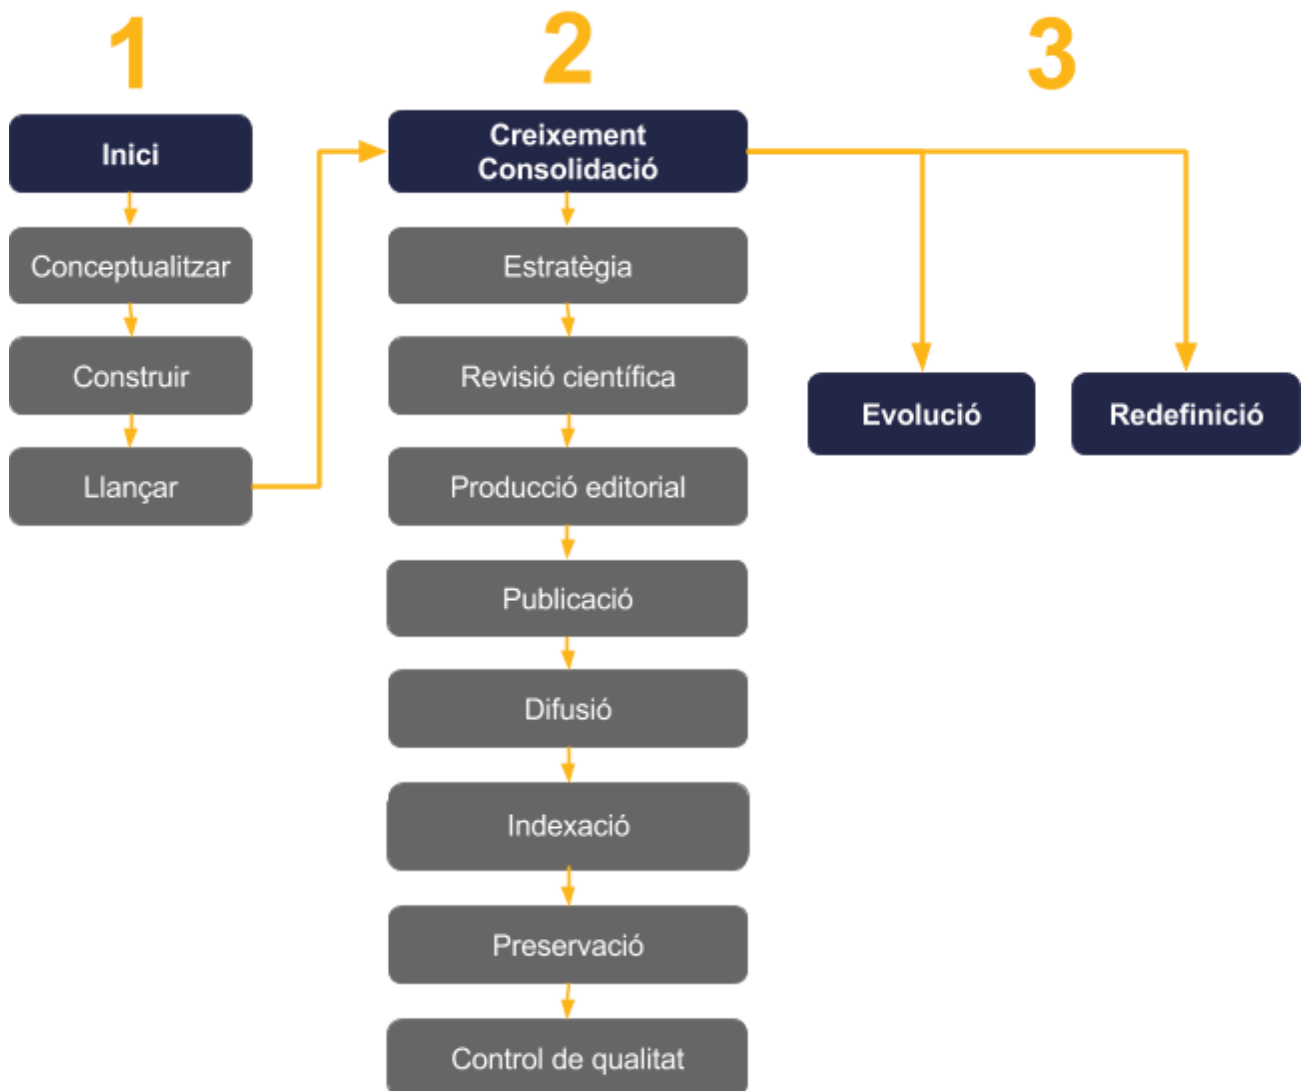 1
Inici
Conceptualitzar
Construir
Llançar
2
Creixement
Consolidació
Estratègia
Revisió científica
Producció editorial
Publicació
Difusió
Indexació
Preservació
Control de qualitat
3
Evolució
Redefinició